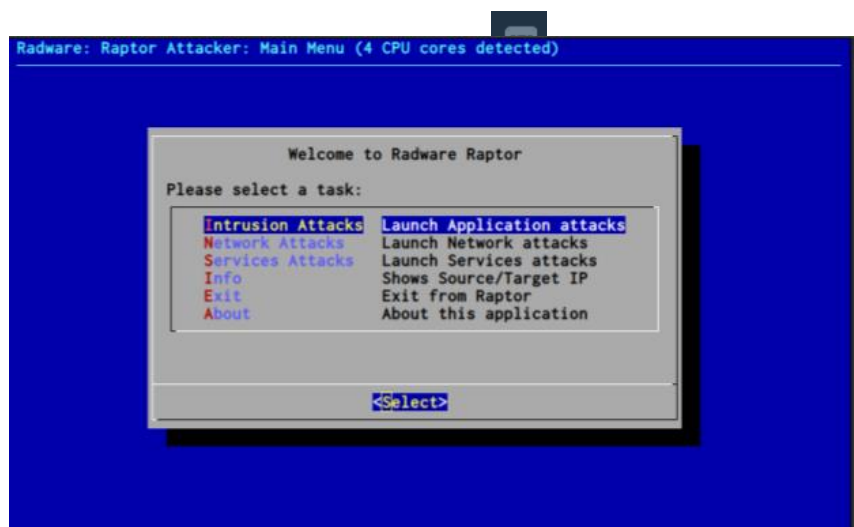 Radware: Raptor Attacker: Main Menu (4 CPU cores detected)
Welcome to Radware Raptor
Please select a task:
Intrusion Attacks Launch Application attacks
Network Attacks Launch Network attacks
Services Attacks Launch Services attacks
Info Shows Source/Target IP
Exit Exit from Raptor
About About this application
<Select>